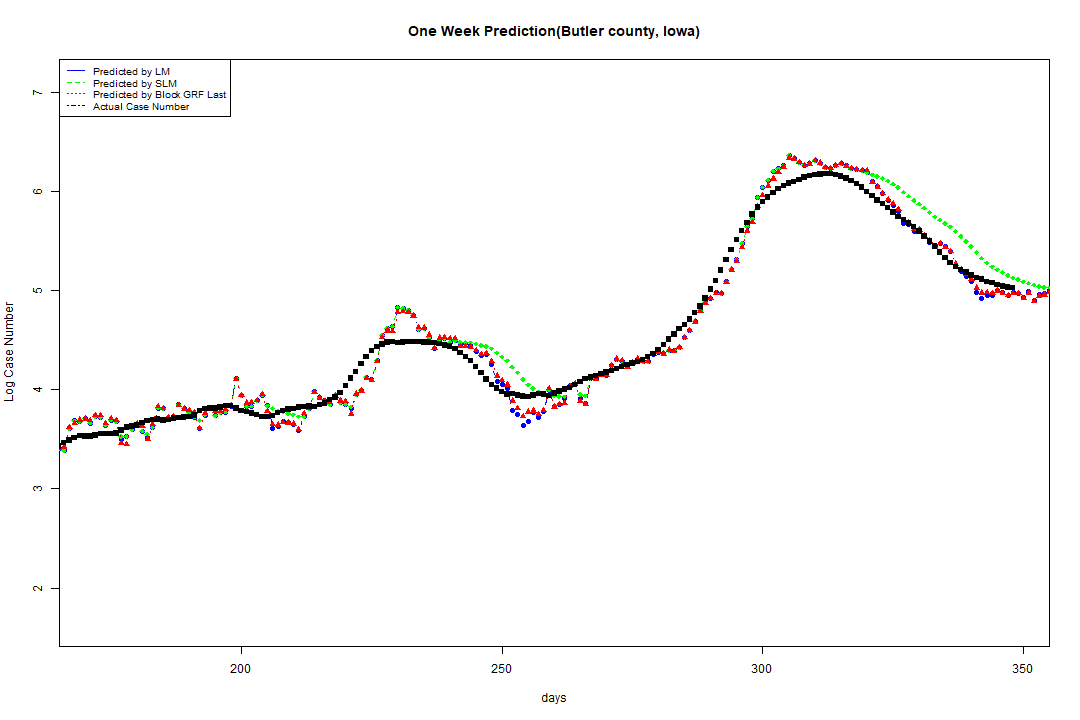 One Week Prediction(Butler county, Iowa)
Predicted by LM
Predicted by SLM
Predicted by Block GRF Last
Actual Case Number
7
6
5
4
3
2
Log Case Number
200
250
300
350
days